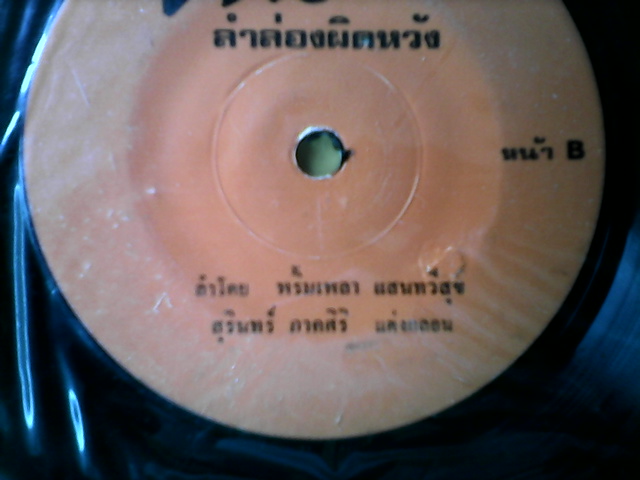 ลำล่องผิดหวัง
หน้า B
ลำโดย พริ้มเพลา แสนทวีสุข
สุรินทร์ ภาคศิริ แต่งกลอน